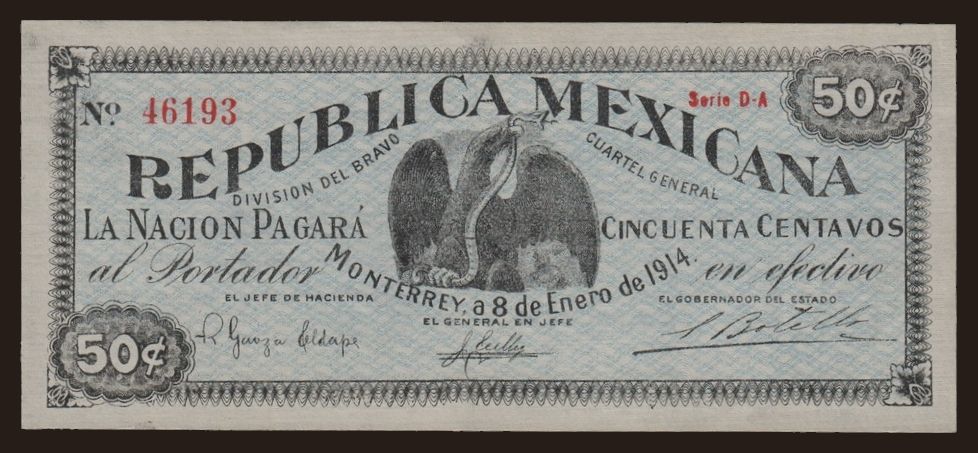 50¢
Nº 46193
Serie D-A
REPUBLICA MEXICANA
DIVISION DEL BRAVO
CUARTEL GENERAL
LA NACION PAGARÁ CINCUENTA CENTAVOS
al Portador en efectivo
MONTERREY, a 8 de Enero de 1914.
EL JEFE DE HACIENDA
EL GENERAL EN JEFE
EL GOBERNADOR DEL ESTADO
50¢